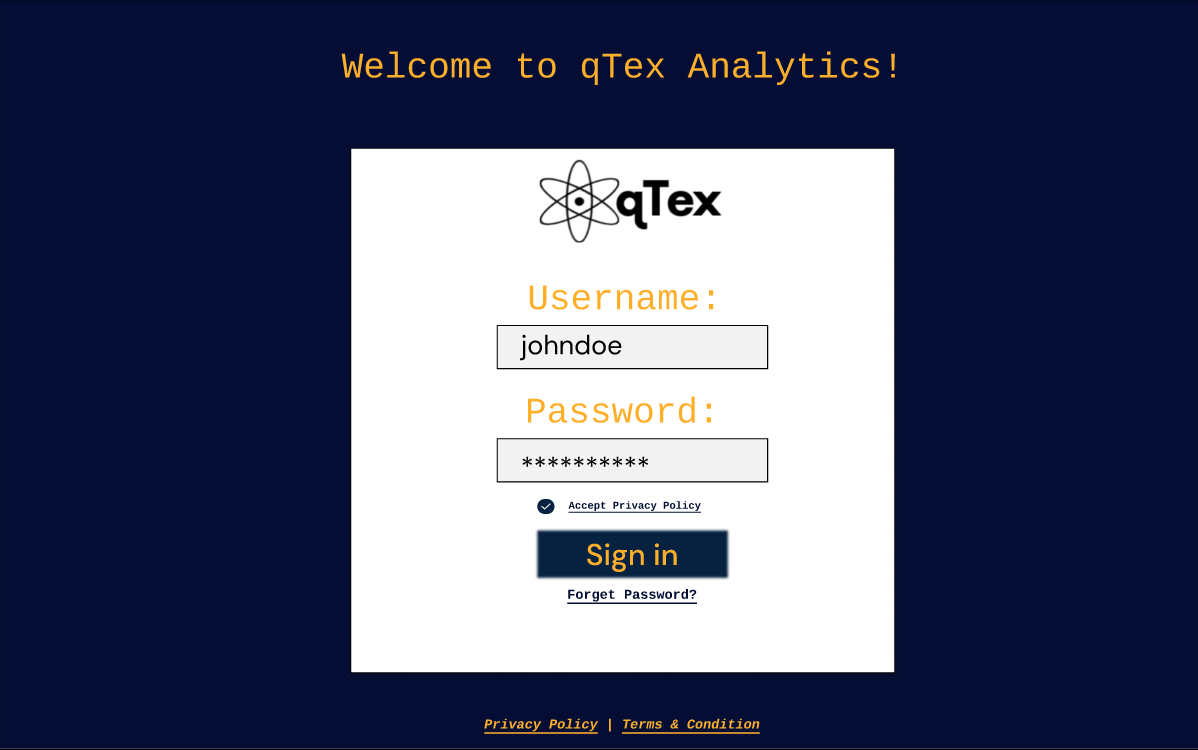 Welcome to qTex Analytics!
qTex
Username:
johndoe
Password:
**********
Accept Privacy Policy
Sign in
Forget Password?
Privacy Policy | Terms & Condition